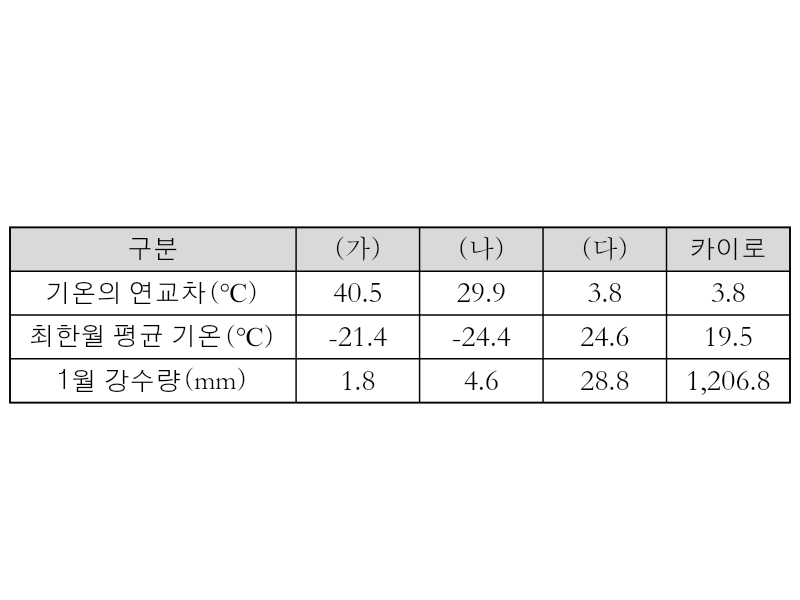 구분 (가) (나) (다) 카이로
기온의 연교차(℃) 40.5 29.9 3.8 3.8
최한월 평균 기온(℃) -21.4 -24.4 24.6 19.5
1월 강수량(mm) 1.8 4.6 28.8 1,206.8